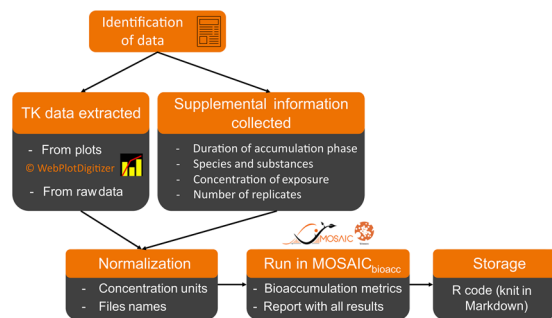 Identification
of data
TK data extracted
- From plots
© WebPlotDigitizer
- From raw data
Supplemental information
collected
- Duration of accumulation phase
- Species and substances
- Concentration of exposure
- Number of replicates
MOSAIC
Normalization
- Concentration units
- Files names
Run in MOSAICbioacc
- Bioaccumulation metrics
- Report with all results
Storage
R code (knit in
Markdown)